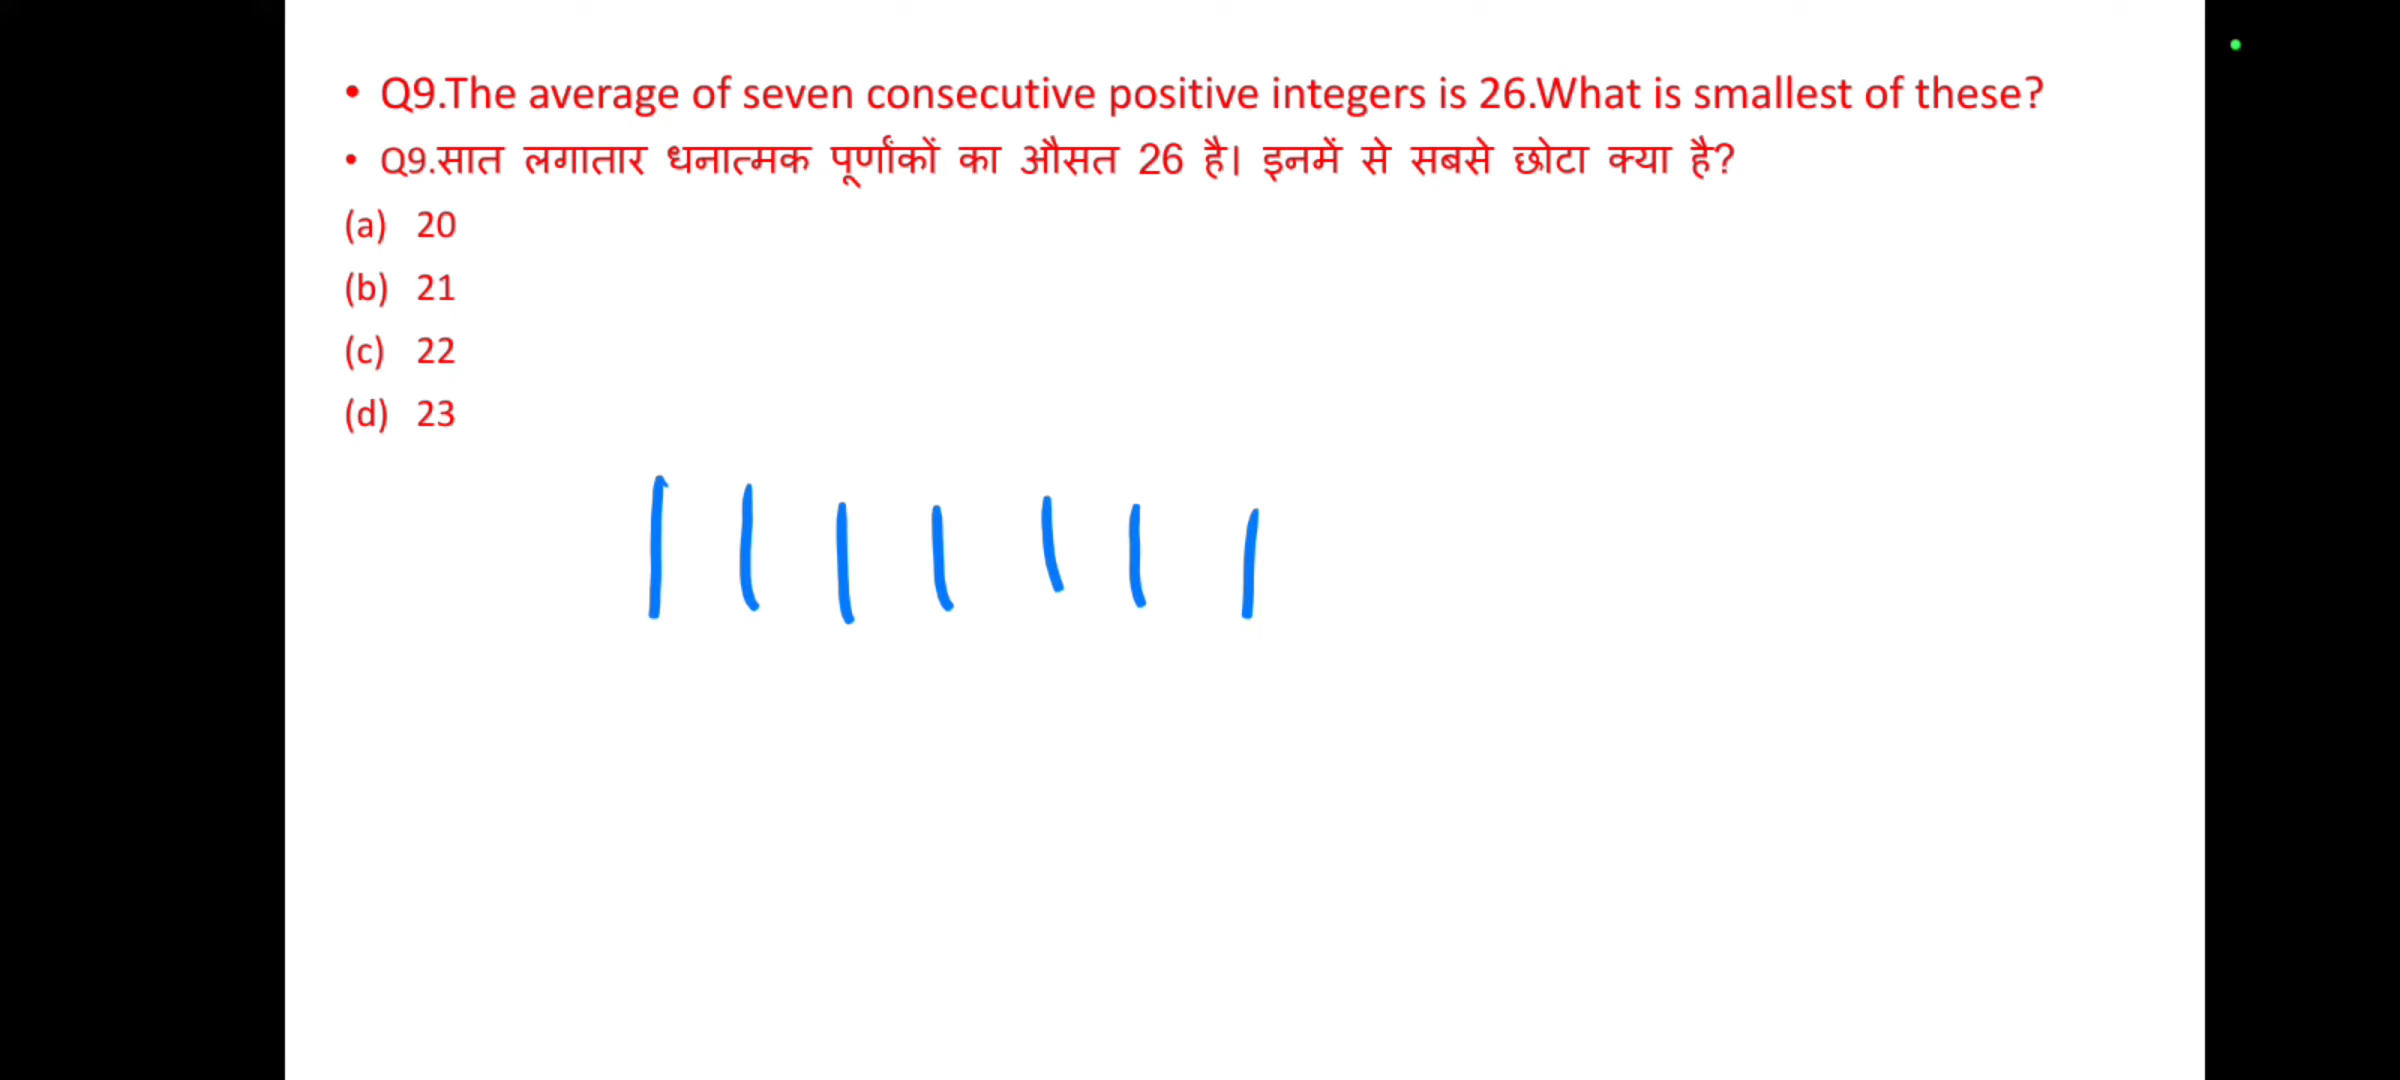 • Q9.The average of seven consecutive positive integers is 26.What is smallest of these?
• Q9.सात लगातार धनात्मक पूर्णांकों का औसत 26 है। इनमें से सबसे छोटा क्या है?
(a) 20
(b) 21
(c) 22
(d) 23
| | | | | | |